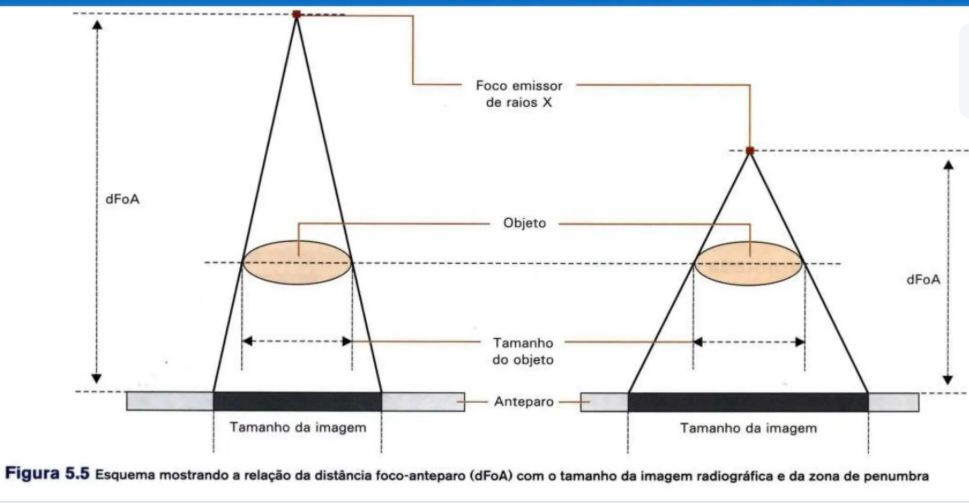 Foco emissor
de raios X
dFoA
Objeto
dFoA
Tamanho
do objeto
Anteparo
Tamanho da imagem
Tamanho da imagem
Figura 5.5 Esquema mostrando a relação da distância foco-anteparo (dFoA) com o tamanho da imagem radiográfica e da zona de penumbra